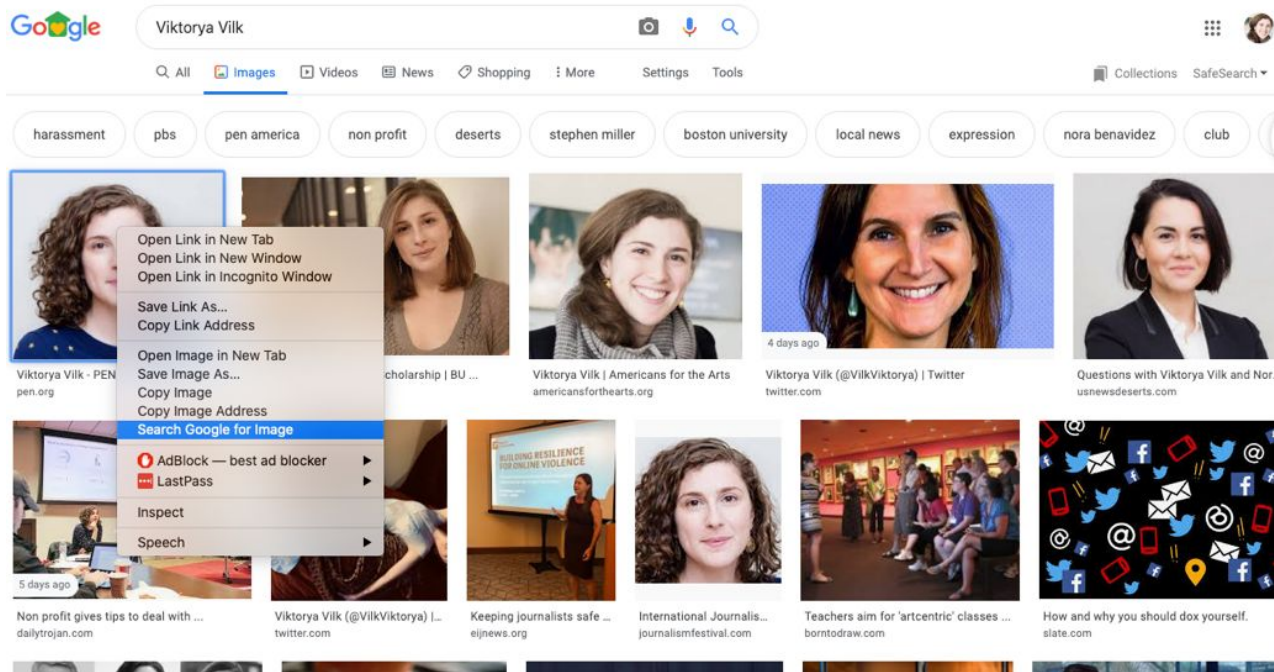 Google
Viktorya Vilk
All
Images
Videos
News
Shopping
More
Settings
Tools
Collections
SafeSearch
harassment
pbs
pen america
non profit
deserts
stephen miller
boston university
local news
expression
nora benavidez
club
Open Link in New Tab
Open Link in New Window
Open Link in Incognito Window
Save Link As...
Copy Link Address
Open Image in New Tab
Save Image As...
Copy Image
Copy Image Address
Search Google for Image
AdBlock — best ad blocker
LastPass
Inspect
Speech
4 days ago
Viktorya Vilk - PEN
pen.org
cholarship | BU ...
Viktorya Vilk | Americans for the Arts
americansforthearts.org
Viktorya Vilk (@VilkViktorya) | Twitter
twitter.com
Questions with Viktorya Vilk and Nor.
usnewsdeserts.com
BUILDING RESILIENCE
FOR ONLINE VIOLENCE
5 days ago
Non profit gives tips to deal with ...
dailytrojan.com
Viktorya Vilk (@VilkViktorya) |...
twitter.com
Keeping journalists safe ...
eijnews.org
International Journalis...
journalismfestival.com
Teachers aim for 'artcentric' classes ...
borntodraw.com
How and why you should dox yourself.
slate.com